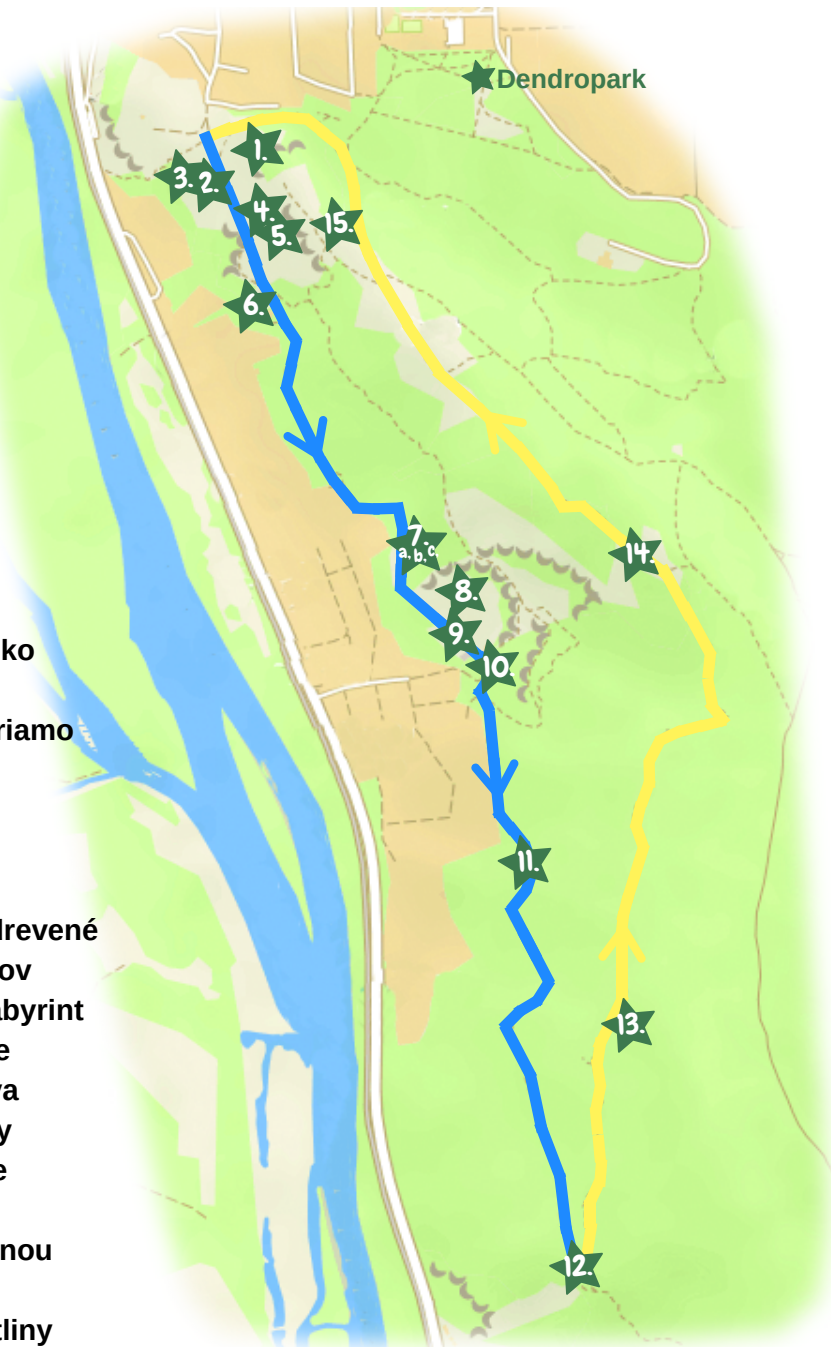 Dendropark
1.
3. 2.
4.
5.
15.
6.
7.
a, b, c
8.
9.
10.
14.
11.
13.
12.
ko
riamo
drevené
ov
abyrint
e
va
y
e
nou
tliny